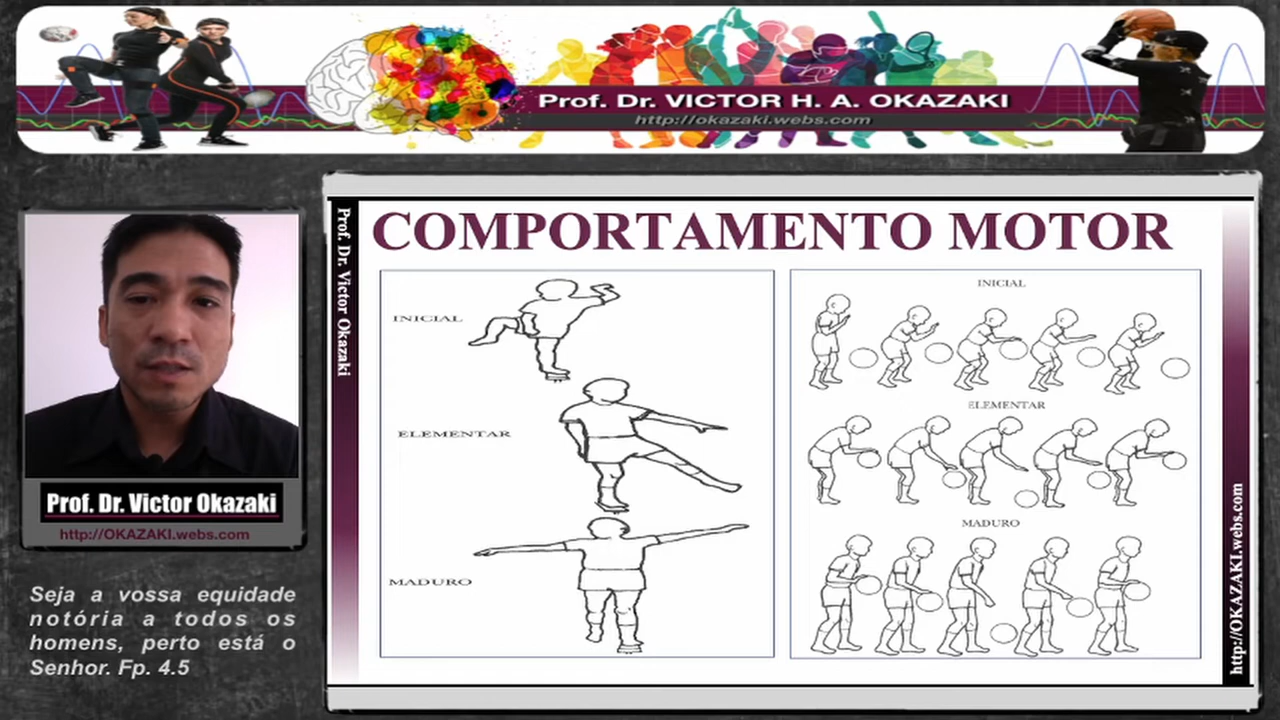 Prof. Dr. VICTOR H. A. OKAZAKI
http://okazaki.webs.com
Prof. Dr. Victor Okazaki
http://OKAZAKI.webs.com
Seja a vossa equidade
notória a todos os
homens, perto está o
Senhor. Fp. 4.5
Prof. Dr. Victor Okazaki
COMPORTAMENTO MOTOR
INICIAL
ELEMENTAR
MADURO
INICIAL
ELEMENTAR
MADURO
http://OKAZAKI.webs.com